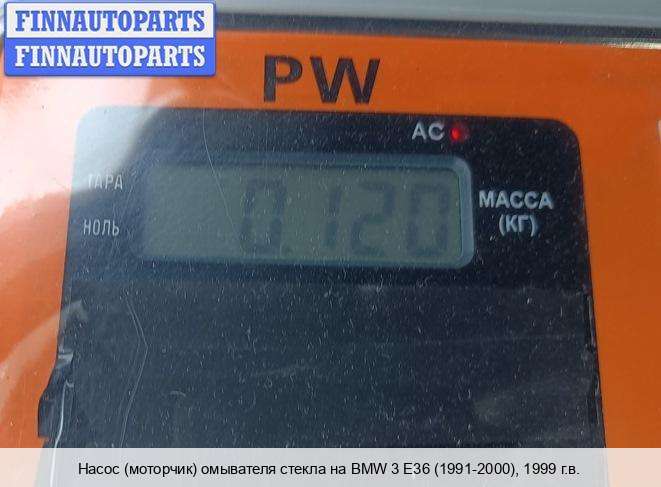 FINNAUTOPARTS
FINNAUTOPARTS
PW
AC
ТАРА
0.120
МАССА
НОЛЬ
(КГ)
Насос (моторчик) омывателя стекла на BMW 3 E36 (1991-2000), 1999 г.в.